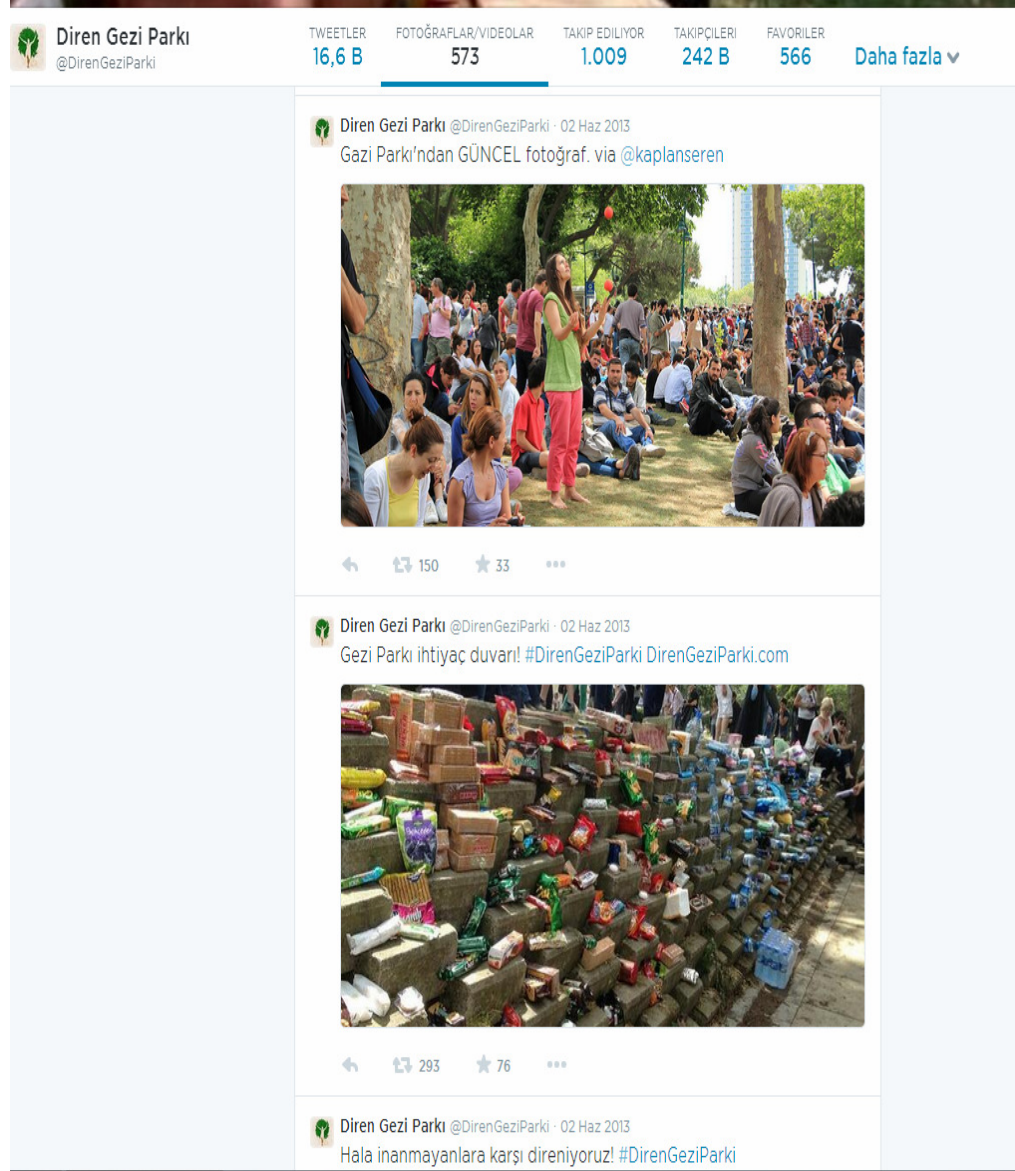 Diren Gezi Parkı
@DirenGeziParki
TWEETLER
16,6 B
FOTOĞRAFLAR/VIDEOLAR
573
TAKIP EDILIYOR
1.009
TAKIPÇILERI
242 B
FAVORILER
566
Daha fazla
Diren Gezi Parkı @DirenGeziParki · 02 Haz 2013
Gazi Parkı'ndan GÜNCEL fotoğraf. via @kaplanseren
150
33
Diren Gezi Parkı @DirenGeziParki · 02 Haz 2013
Gezi Parkı ihtiyaç duvarı! #DirenGeziParki DirenGeziParki.com
293
76
Diren Gezi Parkı @DirenGeziParki · 02 Haz 2013
Hala inanmayanlara karşı direniyoruz! #DirenGeziParki